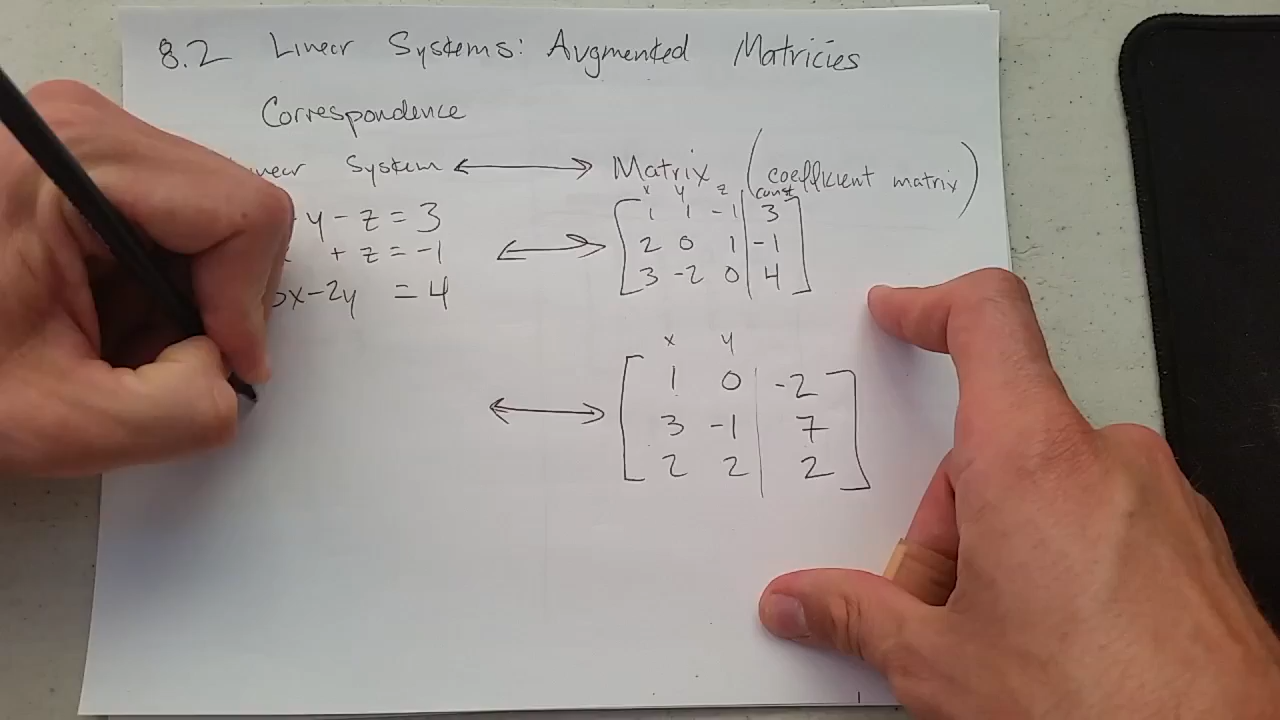 8.2 Linear Systems: Augmented Matricies
Correspondence
System ⟷ Matrix (coefficient matrix)
x y z const
y - z = 3 ⟷ [ 1 1 -1 | 3 ]
+ z = -1 [ 2 0 1 | -1 ]
x - 2y = 4 [ 3 -2 0 | 4 ]
x y
⟷ [ 1 0 | -2 ]
[ 3 -1 | 7 ]
[ 2 2 | 2 ]